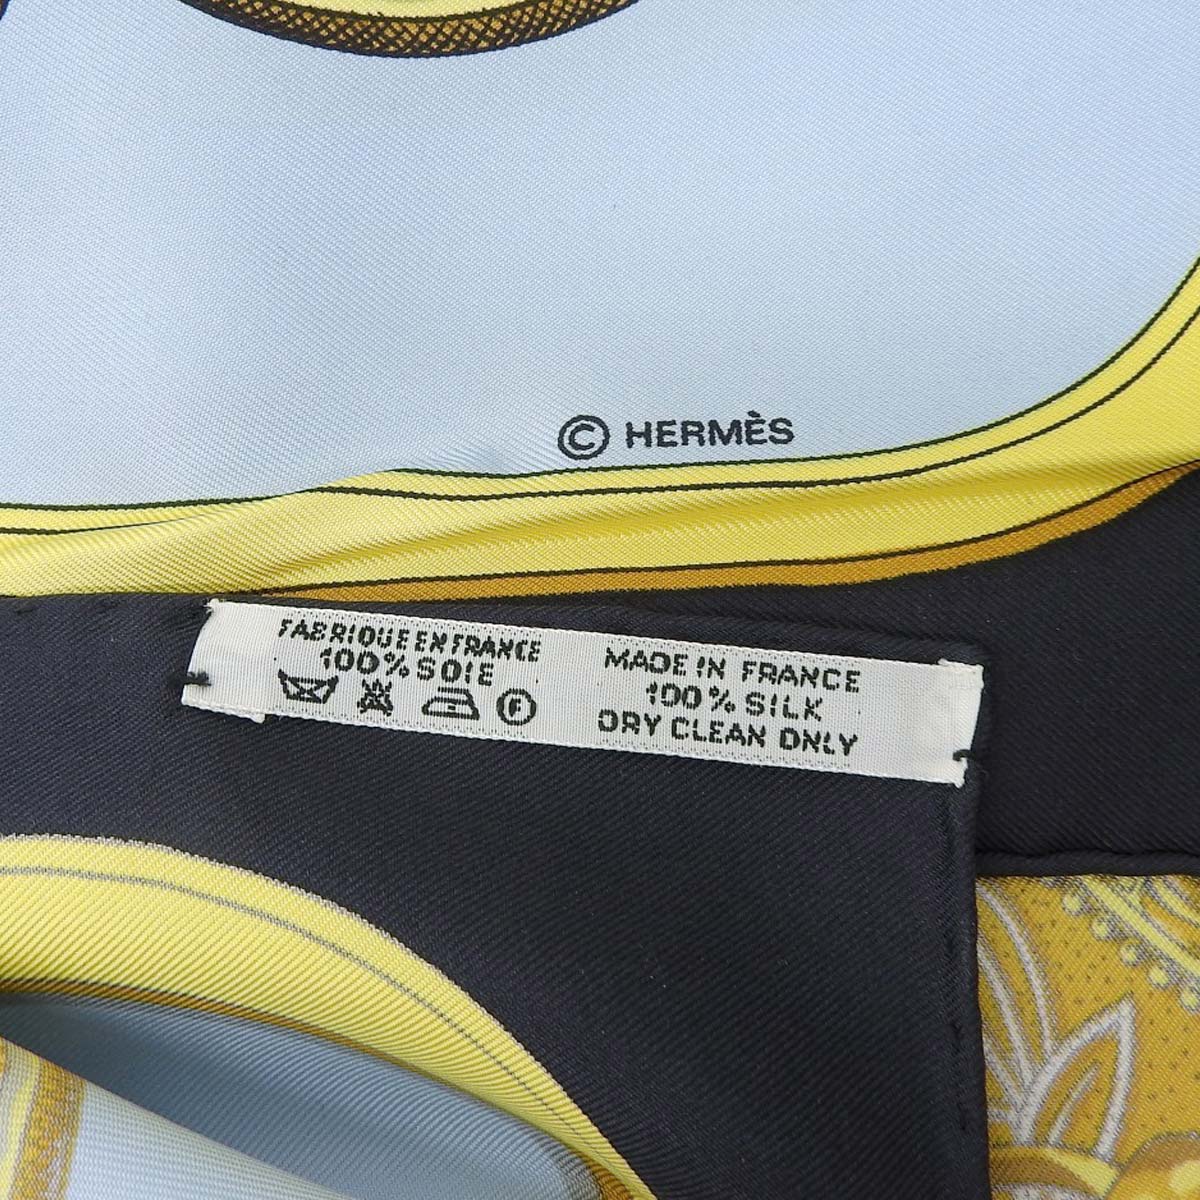 © HERMÈS
FABRIQUE EN FRANCE
100% SOIE
F
MADE IN FRANCE
100% SILK
DRY CLEAN ONLY